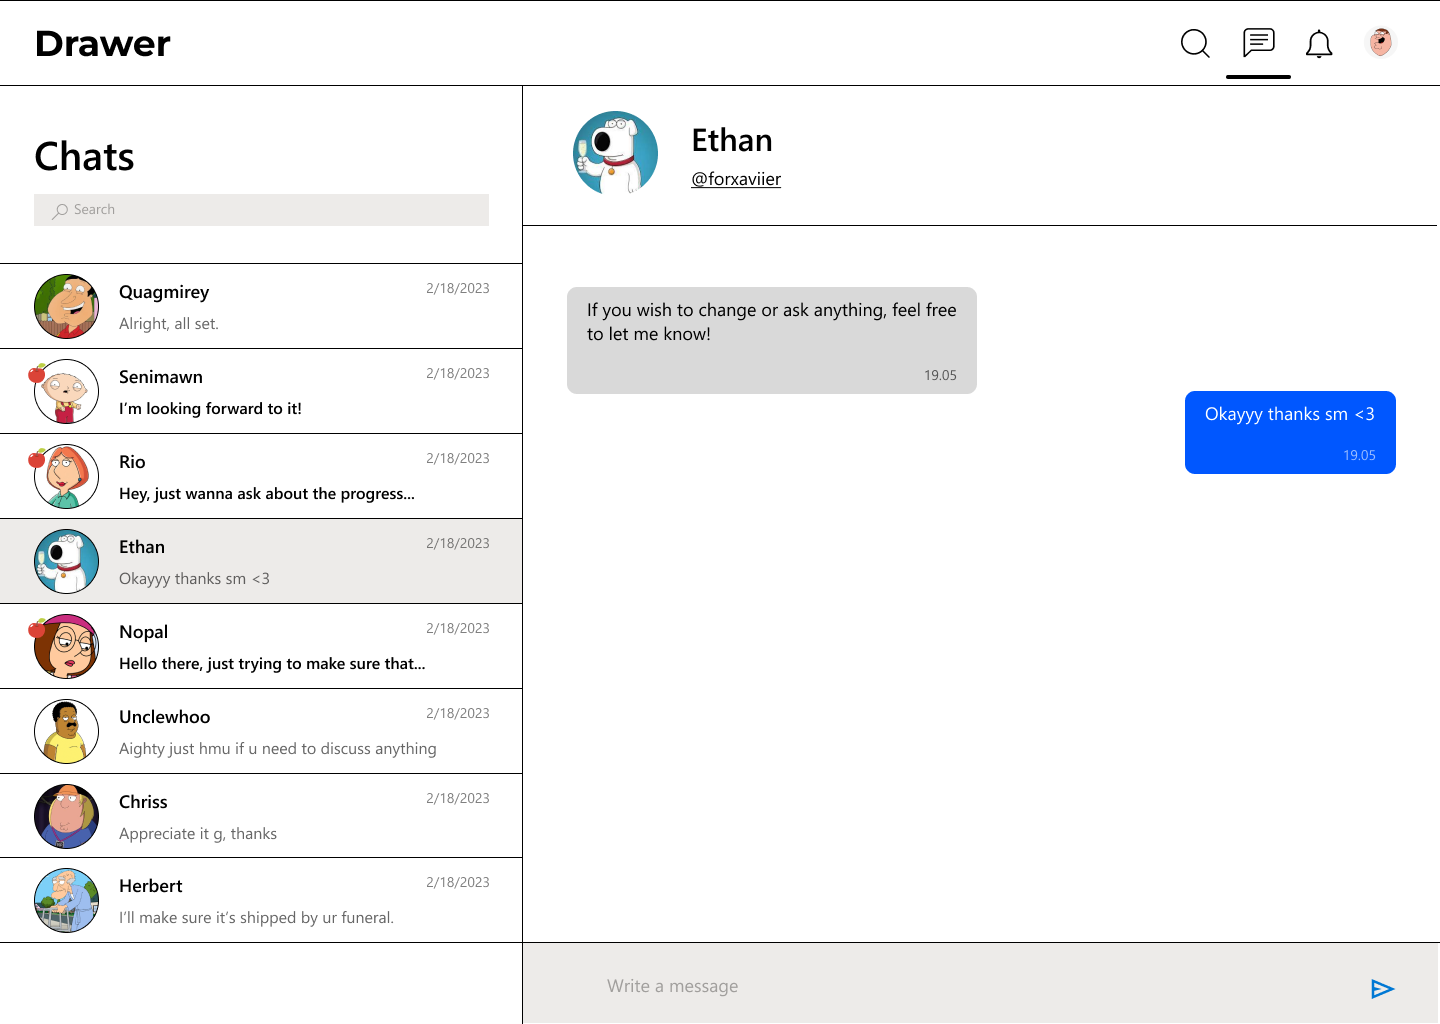 Drawer
Chats
Search
Quagmirey
2/18/2023
Alright, all set.
Senimawn
2/18/2023
I'm looking forward to it!
Rio
2/18/2023
Hey, just wanna ask about the progress...
Ethan
2/18/2023
Okayyy thanks sm <3
Nopal
2/18/2023
Hello there, just trying to make sure that...
Unclewhoo
2/18/2023
Aighty just hmu if u need to discuss anything
Chriss
2/18/2023
Appreciate it g, thanks
Herbert
2/18/2023
I'll make sure it's shipped by ur funeral.
Ethan
@forxaviier
If you wish to change or ask anything, feel free
to let me know!
19.05
Okayyy thanks sm <3
19.05
Write a message